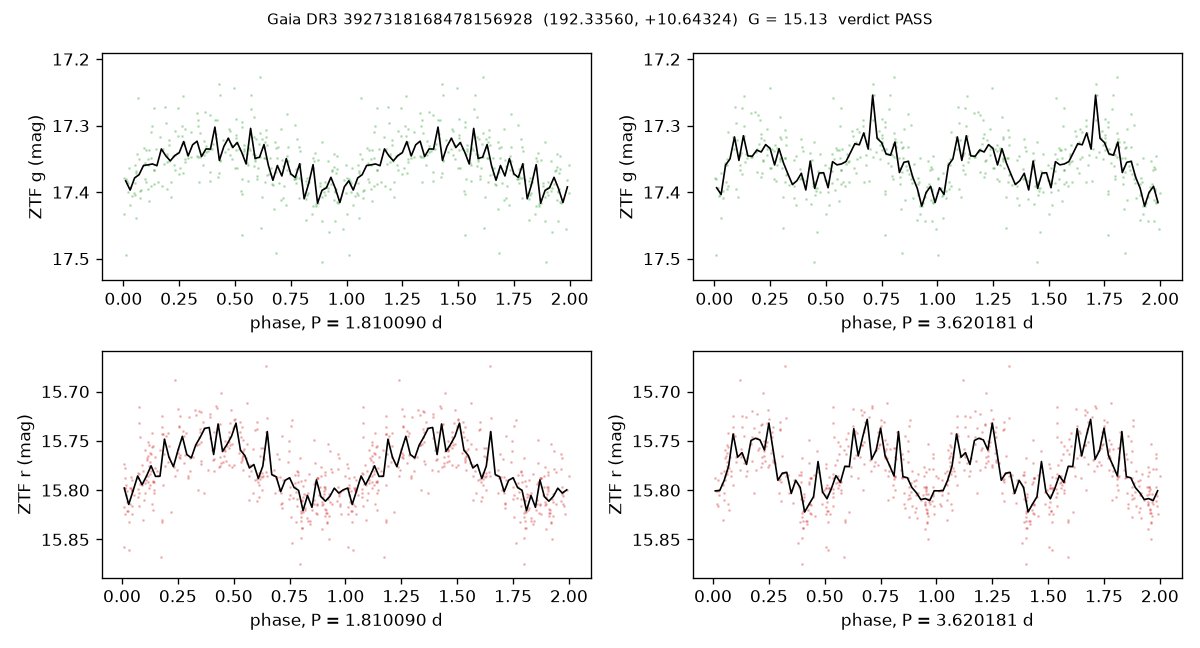 Gaia DR3 3927318168478156928  (192.33560, +10.64324)  G = 15.13  verdict PASS
17.2
17.3
17.4
17.5
ZTF g (mag)
0.00 0.25 0.50 0.75 1.00 1.25 1.50 1.75 2.00
phase, P = 1.810090 d
17.2
17.3
17.4
17.5
ZTF g (mag)
0.00 0.25 0.50 0.75 1.00 1.25 1.50 1.75 2.00
phase, P = 3.620181 d
15.70
15.75
15.80
15.85
ZTF r (mag)
0.00 0.25 0.50 0.75 1.00 1.25 1.50 1.75 2.00
phase, P = 1.810090 d
15.70
15.75
15.80
15.85
ZTF r (mag)
0.00 0.25 0.50 0.75 1.00 1.25 1.50 1.75 2.00
phase, P = 3.620181 d